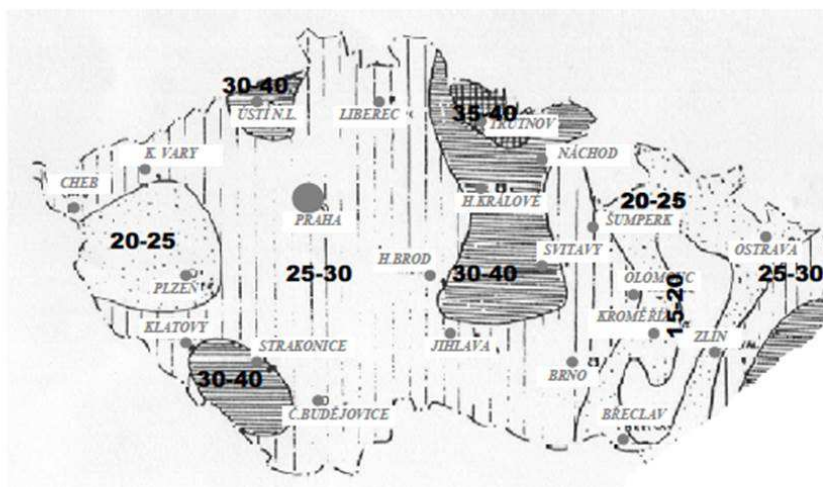 30-40
ÚSTÍ N.L.
LIBEREC
35-40
TRUTNOV
NÁCHOD
K. VARY
CHEB
H.KRÁLOVÉ
20-25
PRAHA
ŠUMPERK
20-25
H.BROD
SVITAVY
OSTRAVA
PLZEŇ
25-30
30-40
OLOMOUC
25-30
KROMĚŘÍŽ
15-20
KLATOVY
STRAKONICE
JIHLAVA
ZLÍN
30-40
BRNO
Č.BUDĚJOVICE
BŘECLAV